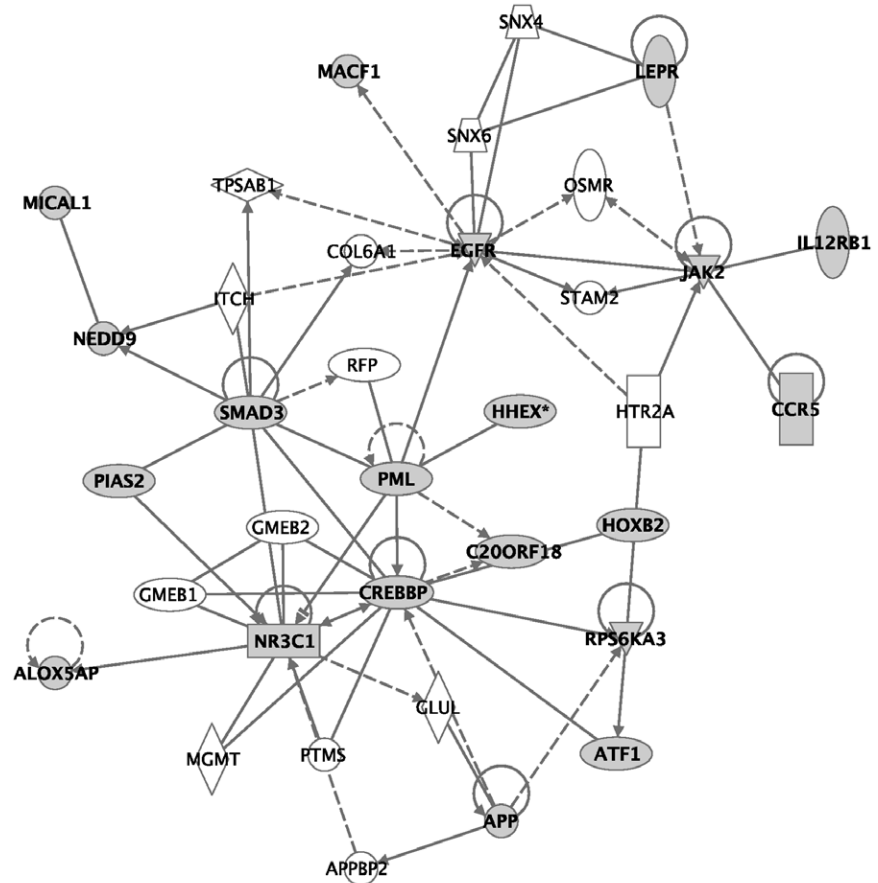 SNX4
MACF1
LEPR
SNX6
TPSAB1
OSMR
MICAL1
COL6A1
EGFR
IL12RB1
JAK2
ITCH
STAM2
NEDD9
RFP
SMAD3
HHEX*
HTR2A
CCR5
PIAS2
PML
GMEB2
HOXB2
C20ORF18
GMEB1
CREBBP
NR3C1
RPS6KA3
ALOX5AP
GLUL
MGMT
PTMS
ATF1
APP
APPBP2